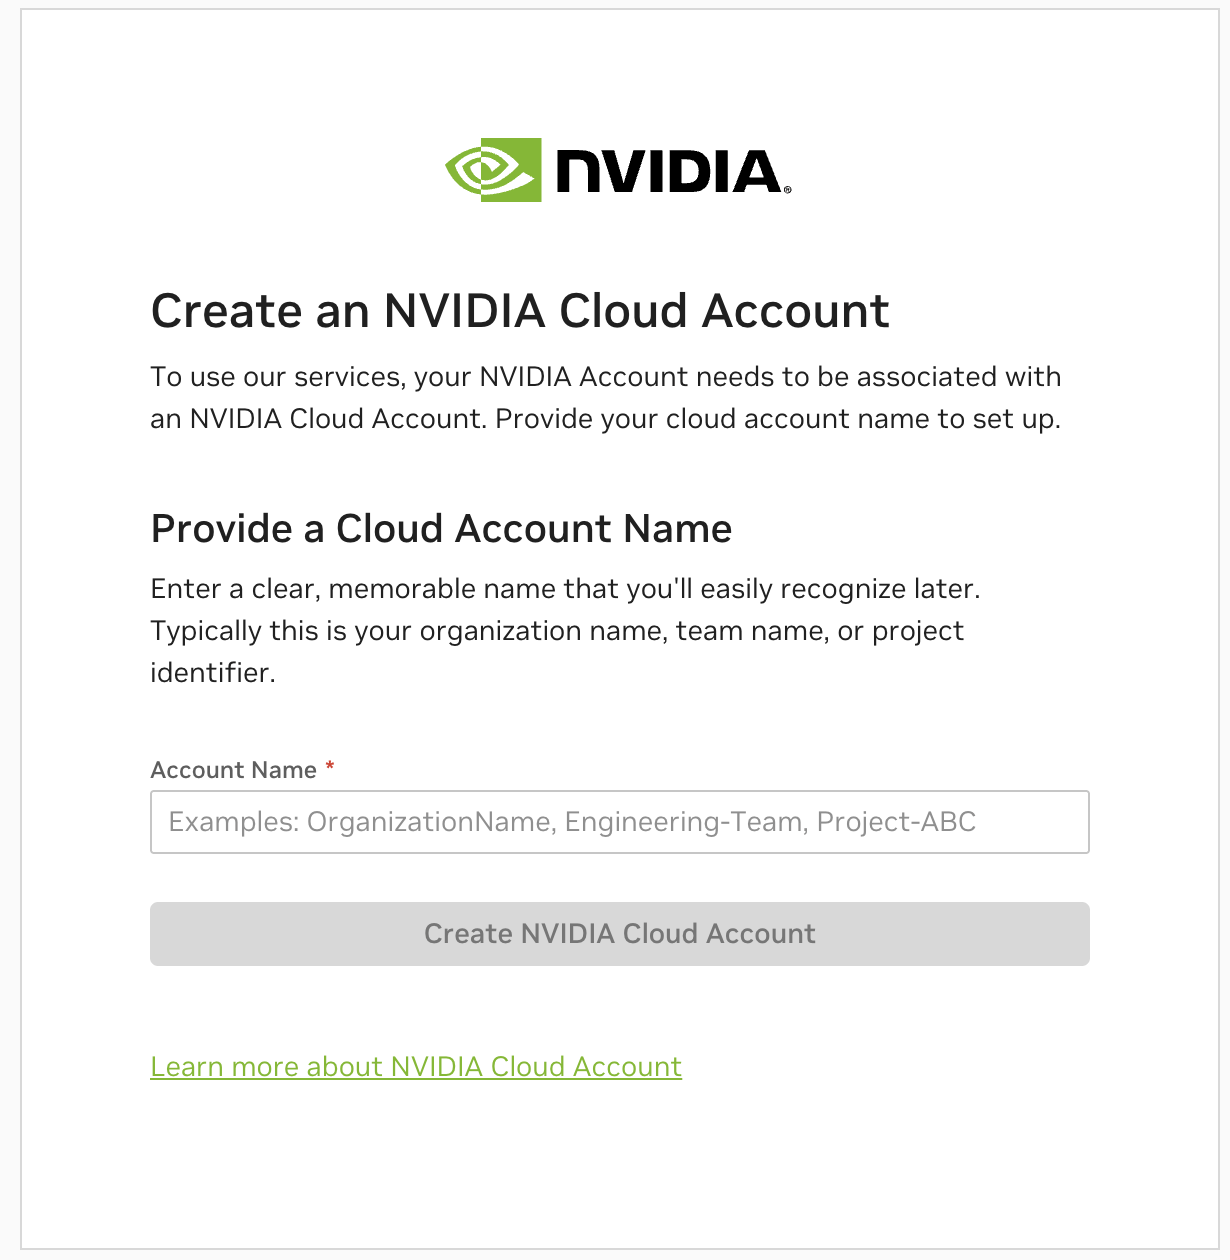 NVIDIA®
Create an NVIDIA Cloud Account
To use our services, your NVIDIA Account needs to be associated with
an NVIDIA Cloud Account. Provide your cloud account name to set up.
Provide a Cloud Account Name
Enter a clear, memorable name that you'll easily recognize later.
Typically this is your organization name, team name, or project
identifier.
Account Name *
Examples: OrganizationName, Engineering-Team, Project-ABC
Create NVIDIA Cloud Account
Learn more about NVIDIA Cloud Account